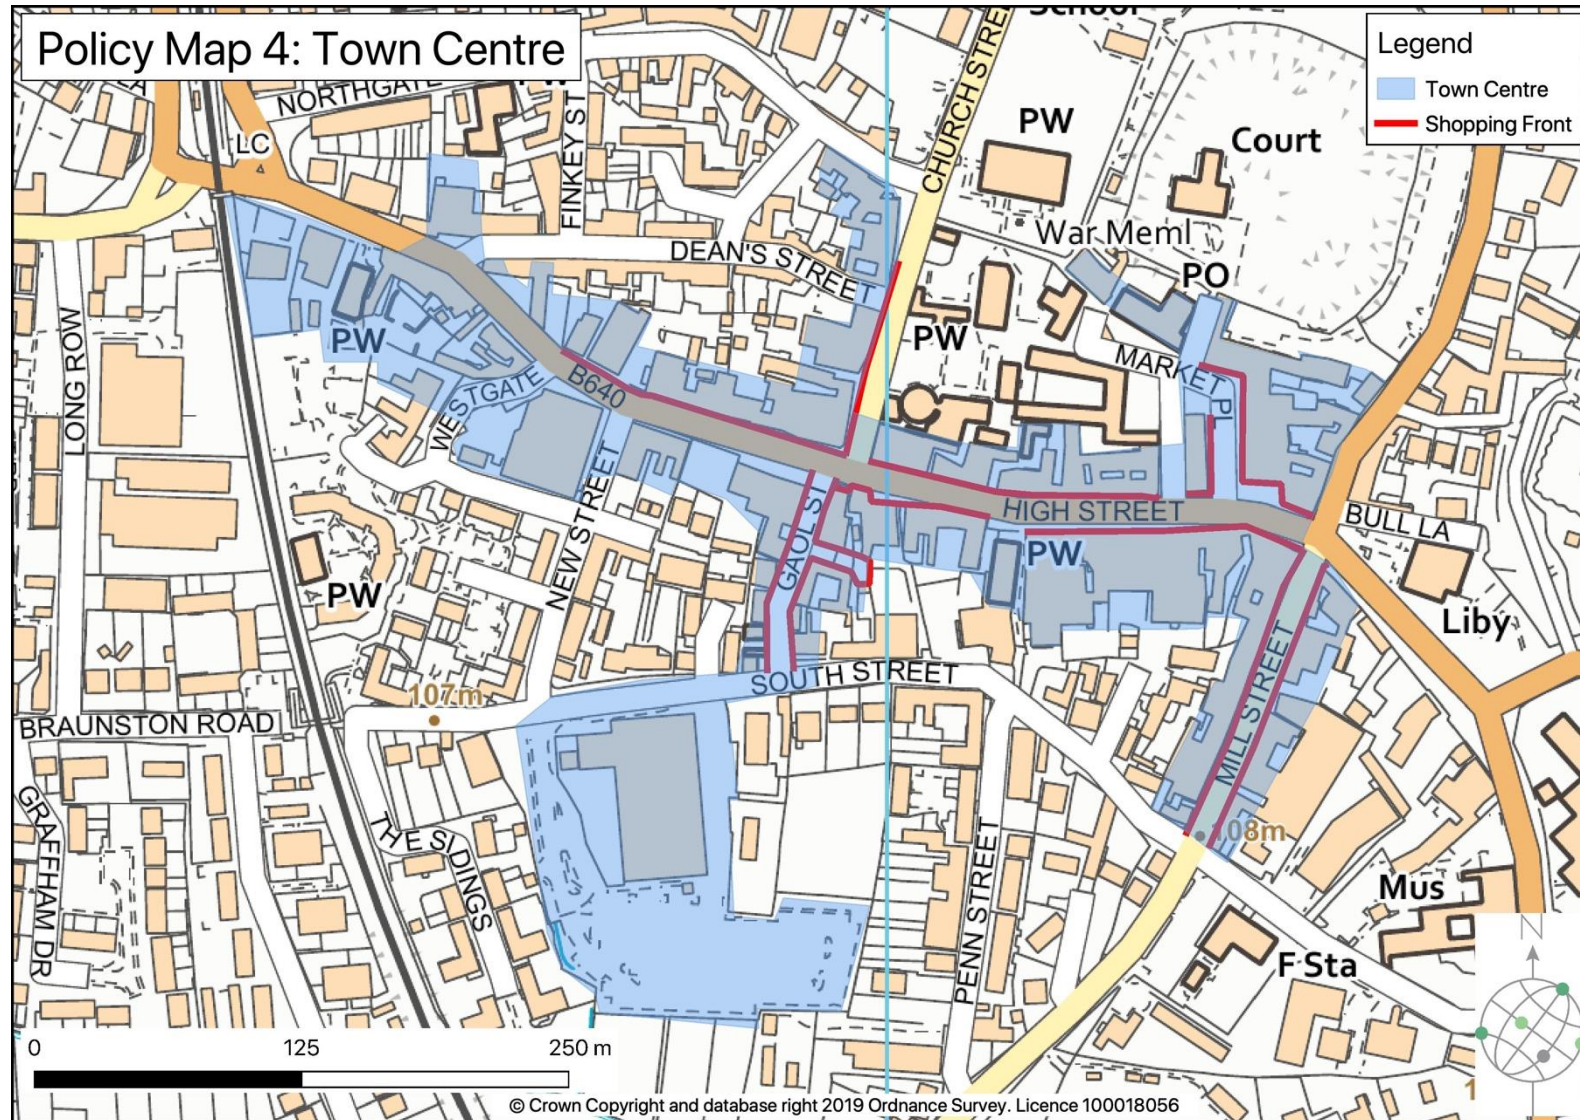 Policy Map 4: Town Centre
Legend
Town Centre
Shopping Front
School
NORTHGATE
PW
LC
FINKEY ST
CHURCH STREE
PW
Court
War Meml
DEAN'S STREET
PO
PW
PW
MARKET PL
LONG ROW
WESTGATE
B640
GAOL ST
HIGH STREET
BULL LA
PW
NEW STREET
PW
Liby
MILL STREET
SOUTH STREET
107m
BRAUNSTON ROAD
108m
GRAFFHAM DR
THE SIDINGS
PENN STREET
Mus
F Sta
N
0 125 250 m
© Crown Copyright and database right 2019 Ordnance Survey. Licence 100018056